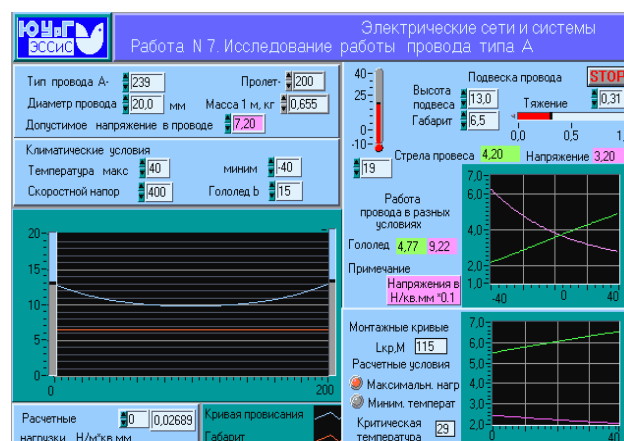 ЮУрГ
ЭССиС
Электрические сети и системы
Работа N 7. Исследование работы провода типа А
Тип провода А- 239 Пролет- 200
Диаметр провода 20,0 мм Масса 1 м, кг 0,655
Допустимое напряжение в проводе 7,20
Климатические условия
Температура макс 40 миним -40
Скоростной напор 400 Гололед b 15
40-
25-
0-
-10-
19
Подвеска провода STOP
Высота подвеса 13,0 Тяжение 0,31
Габарит 6,5
0,0 0,5 1,
Стрела провеса 4,20 Напряжение 3,20
Работа
провода в разных
условиях
Гололед 4,77 9,22
Примечание
Напряжения в
Н/кв.мм *0.1
7,0-
6,0-
4,0-
2,0-
1,0-
-40 0 40
20-
15-
10-
5-
0-
0 200
Монтажные кривые
Lкр,М 115
Расчетные условия
Максимальн. нагр
Миним. температ
Критическая
температура 29
7,0-
6,0-
5,0-
4,0-
3,0-
2,0-
0 40
Расчетные 0 0,02689
нагрузки Н/м*кв.мм
Кривая провисания
Габарит